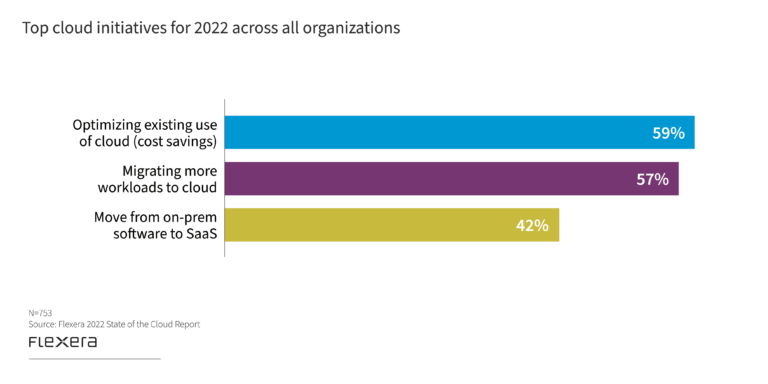 Top cloud initiatives for 2022 across all organizations
Optimizing existing use
of cloud (cost savings)
59%
Migrating more
workloads to cloud
57%
Move from on-prem
software to SaaS
42%
N=753
Source: Flexera 2022 State of the Cloud Report
FLEXERA